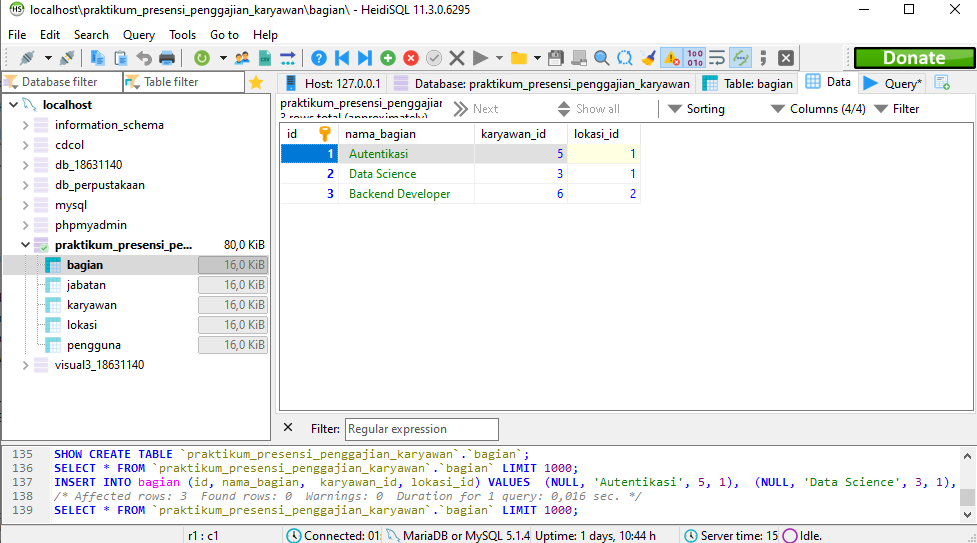 localhost\praktikum_presensi_penggajian_karyawan\bagian\ - HeidiSQL 11.3.0.6295
File Edit Search Query Tools Go to Help
Donate
Database filter Table filter
Host: 127.0.0.1 Database: praktikum_presensi_penggajian_karyawan Table: bagian Data Query*
localhost
information_schema
cdcol
db_18631140
db_perpustakaan
mysql
phpmyadmin
praktikum_presensi_pe... 80,0 KiB
bagian 16,0 KiB
jabatan 16,0 KiB
karyawan 16,0 KiB
lokasi 16,0 KiB
pengguna 16,0 KiB
visual3_18631140
praktikum_presensi_penggajian Next Show all Sorting Columns (4/4) Filter
3 rows total (approximately)
id nama_bagian karyawan_id lokasi_id
1 Autentikasi 5 1
2 Data Science 3 1
3 Backend Developer 6 2
Filter: Regular expression
135 SHOW CREATE TABLE `praktikum_presensi_penggajian_karyawan`.`bagian`;
136 SELECT * FROM `praktikum_presensi_penggajian_karyawan`.`bagian` LIMIT 1000;
137 INSERT INTO bagian (id, nama_bagian,  karyawan_id, lokasi_id) VALUES  (NULL, 'Autentikasi', 5, 1),  (NULL, 'Data Science', 3, 1),
138 /* Affected rows: 3  Found rows: 0  Warnings: 0  Duration for 1 query: 0,016 sec. */
139 SELECT * FROM `praktikum_presensi_penggajian_karyawan`.`bagian` LIMIT 1000;
r1 : c1 Connected: 01: MariaDB or MySQL 5.1.4 Uptime: 1 days, 10:44 h Server time: 15 Idle.